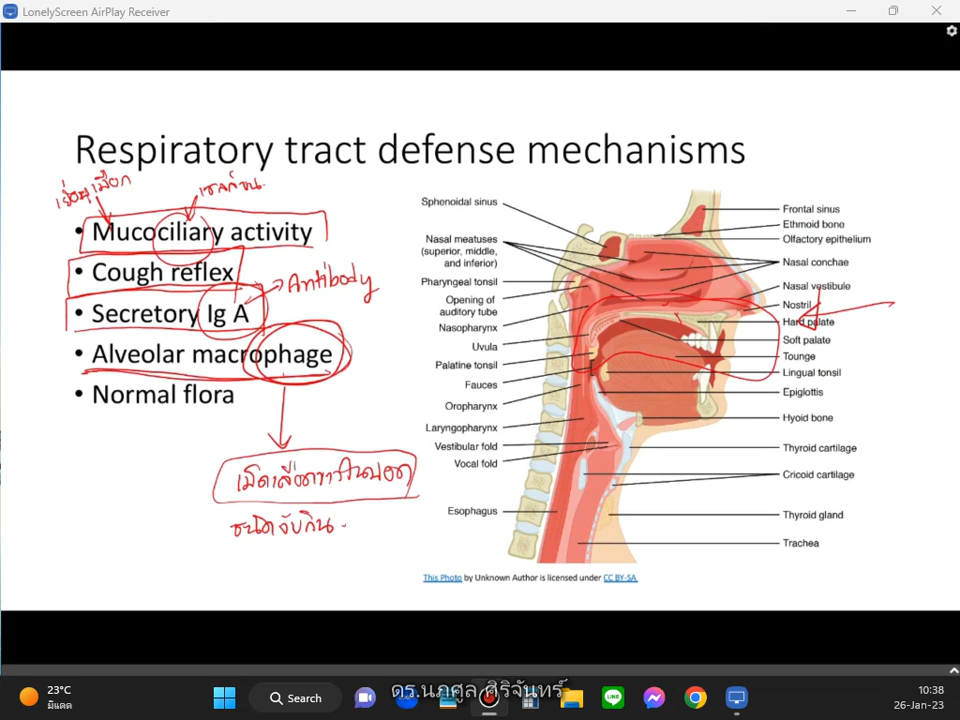 LonelyScreen AirPlay Receiver
Respiratory tract defense mechanisms
เยื่อเมือก
เซลล์ขน
• Mucociliary activity
• Cough reflex
Antibody
• Secretory Ig A
• Alveolar macrophage
• Normal flora
เม็ดเลือดขาวในปอด
ชนิดจับกิน
Sphenoidal sinus
Nasal meatuses
(superior, middle,
and inferior)
Pharyngeal tonsil
Opening of
auditory tube
Nasopharynx
Uvula
Palatine tonsil
Fauces
Oropharynx
Laryngopharynx
Vestibular fold
Vocal fold
Esophagus
Frontal sinus
Ethmoid bone
Olfactory epithelium
Nasal conchae
Nasal vestibule
Nostril
Hard palate
Soft palate
Tounge
Lingual tonsil
Epiglottis
Hyoid bone
Thyroid cartilage
Cricoid cartilage
Thyroid gland
Trachea
This Photo by Unknown Author is licensed under CC BY-SA
23°C
มีแดด
Search
ดร.นภศูล ศิริจันทร์
10:38
26-Jan-23